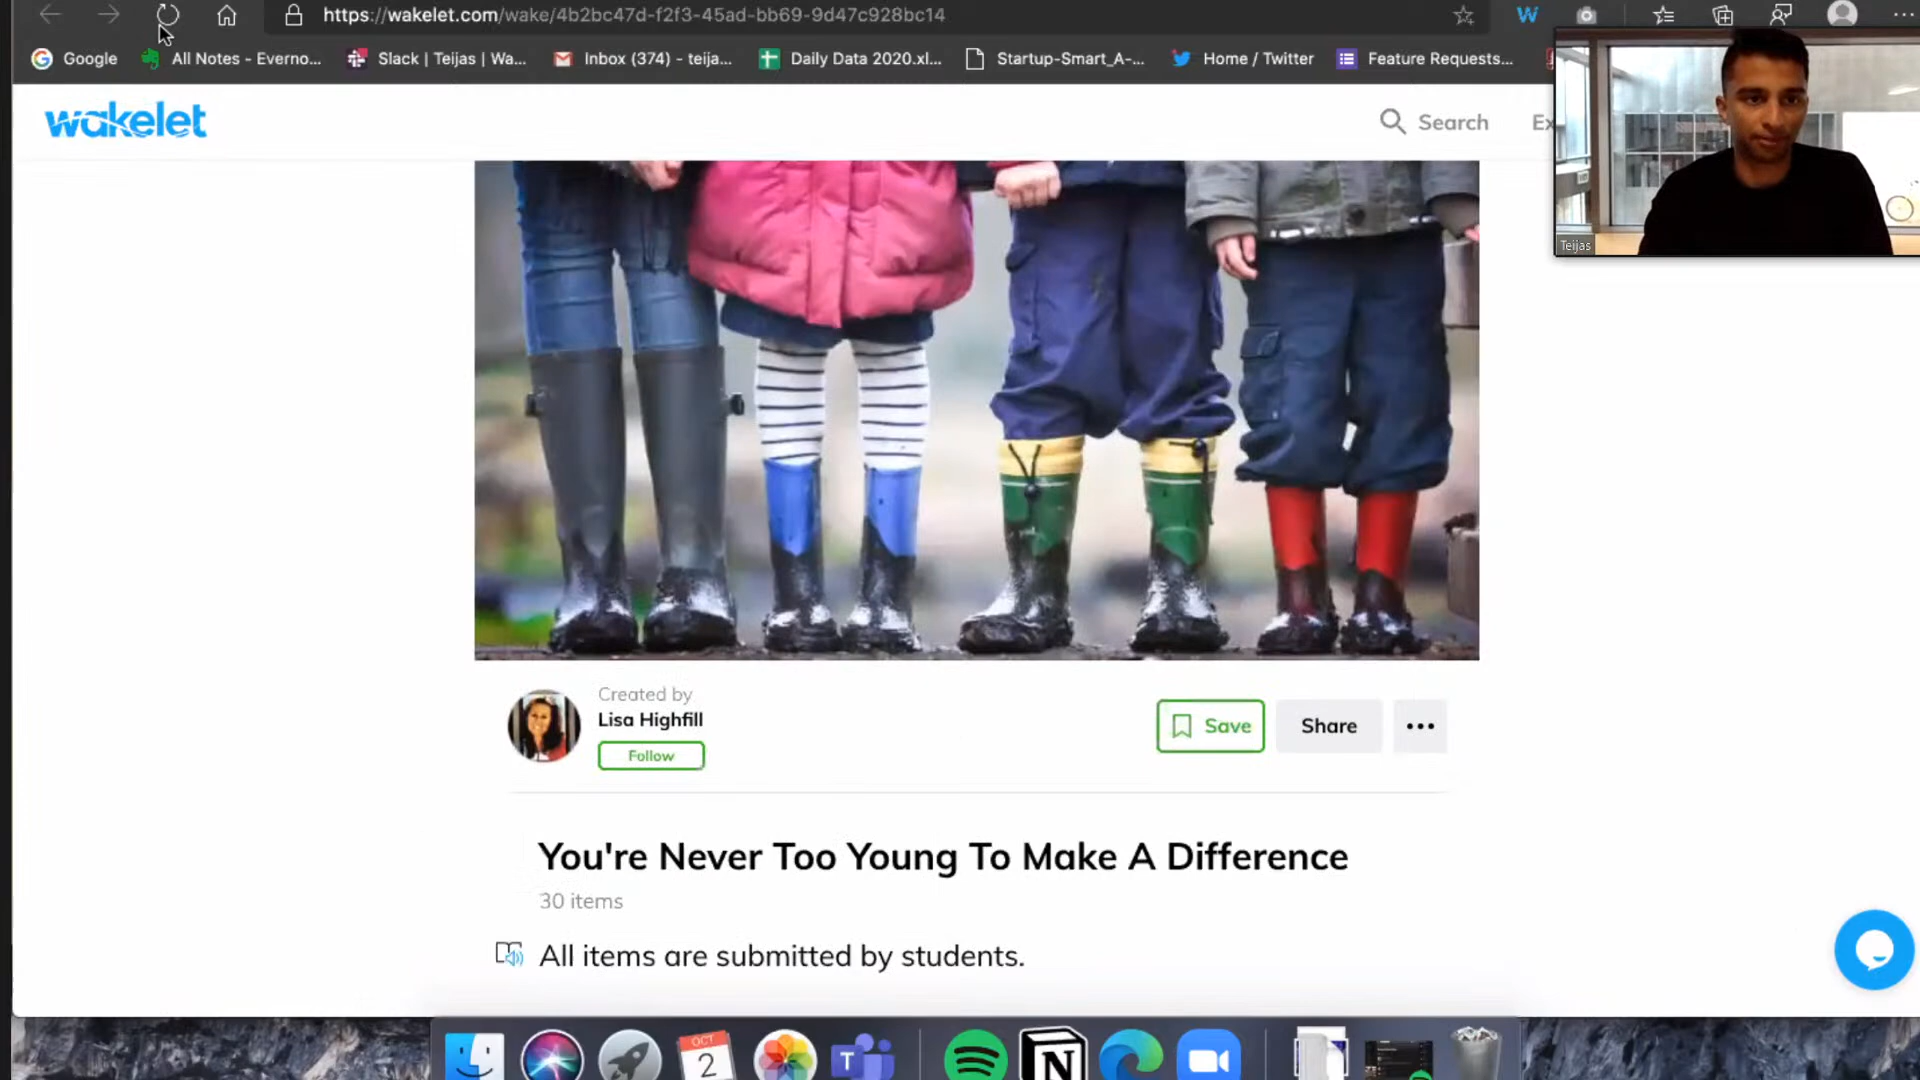 https://wakelet.com/wake/4b2bc47d-f2f3-45ad-bb69-9d47c928bc14
W
Google
All Notes - Everno...
Slack | Teijas | Wa...
Inbox (374) - teija...
Daily Data 2020.xl...
Startup-Smart_A-...
Home / Twitter
Feature Requests...
wakelet
Search
Ex
Teijas
Created by
Lisa Highfill
Follow
Save
Share
You're Never Too Young To Make A Difference
30 items
All items are submitted by students.
OCT
2
T
N